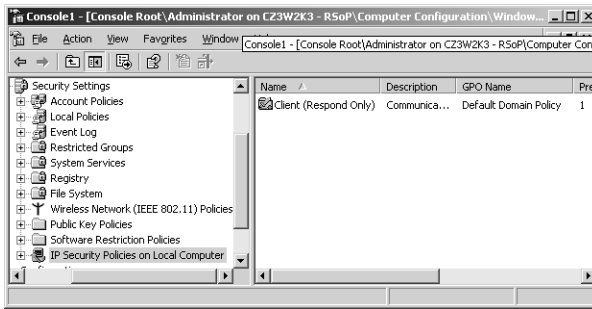 Console1 - [Console Root\Administrator on CZ3W2K3 - RSoP\Computer Configuration\Window...
File Action View Favorites Window
Console1 - [Console Root\Administrator on CZ3W2K3 - RSoP\Computer Con
Security Settings
Account Policies
Local Policies
Event Log
Restricted Groups
System Services
Registry
File System
Wireless Network (IEEE 802.11) Policies
Public Key Policies
Software Restriction Policies
IP Security Policies on Local Computer
Name Description GPO Name Pre
Client (Respond Only) Communica... Default Domain Policy 1